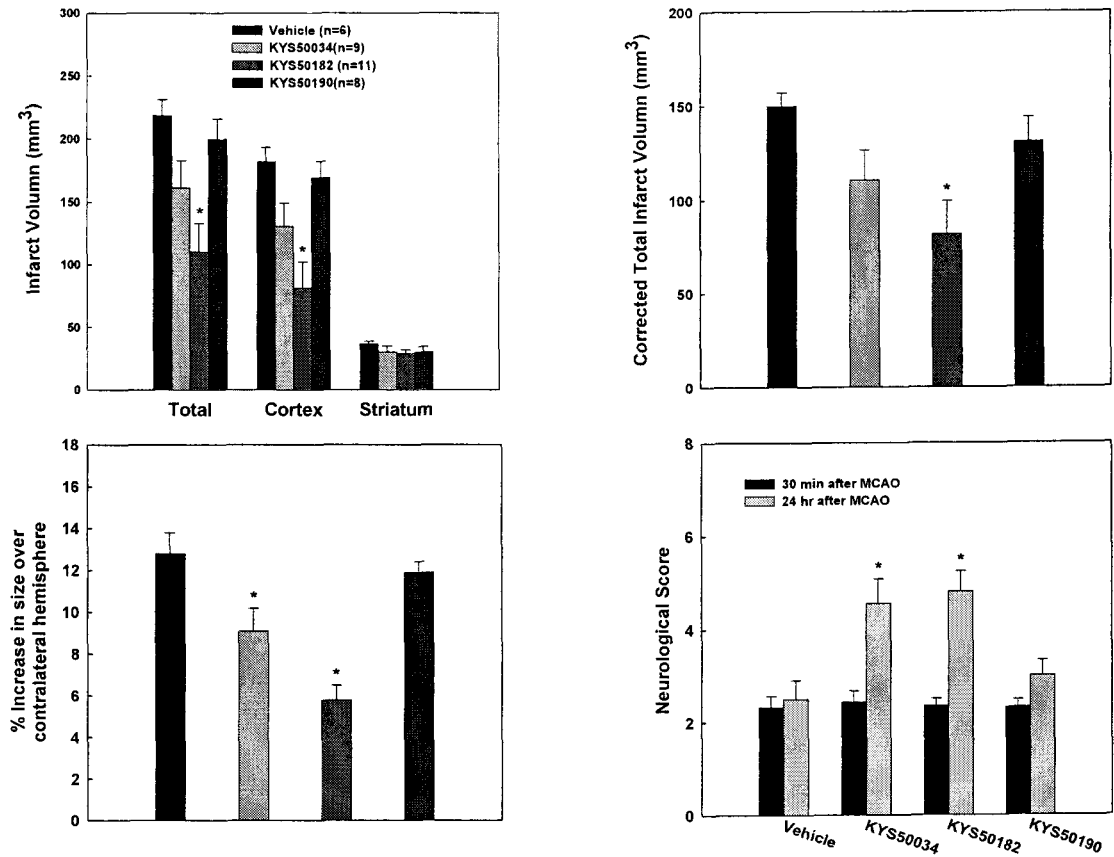 300
250
200
150
100
50
0
Infarct Volumn (mm³)
Vehicle (n=6)
KYS50034(n=9)
KYS50182 (n=11)
KYS50190(n=8)
*
*
Total Cortex Striatum
200
150
100
50
0
Corrected Total Infarct Volumn (mm³)
*
18
16
14
12
10
8
6
4
2
0
% Increase in size over
contralateral hemisphere
*
*
8
6
4
2
0
Neurological Score
30 min after MCAO
24 hr after MCAO
*
*
Vehicle KYS50034 KYS50182 KYS50190